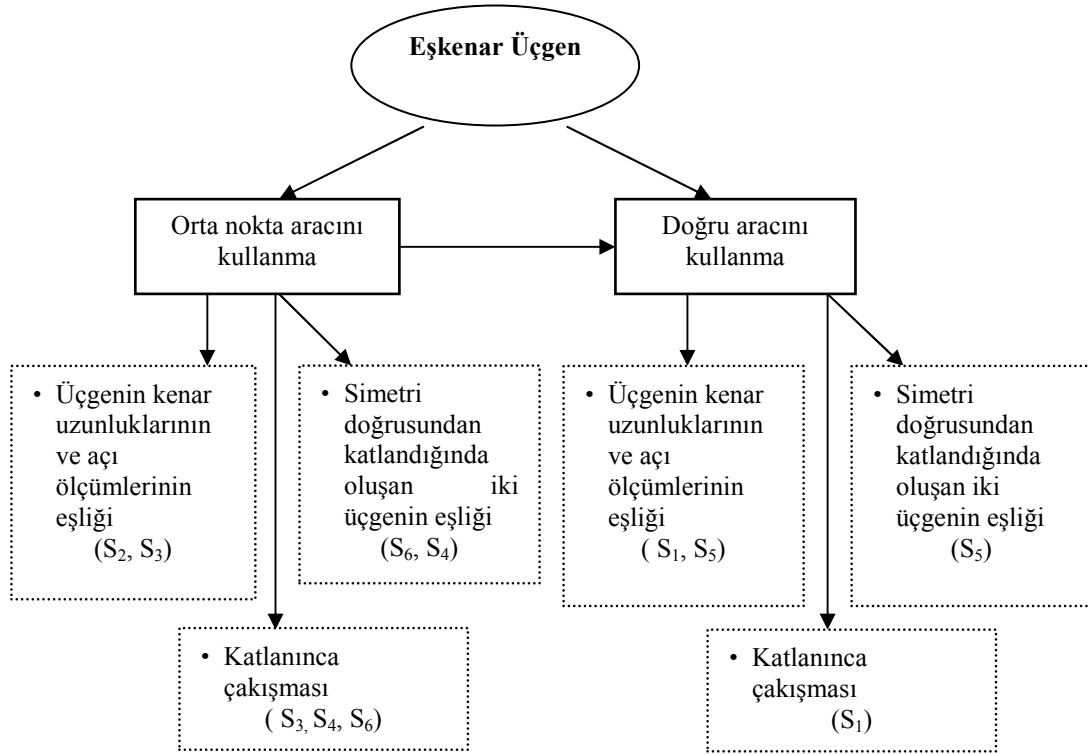 Eşkenar Üçgen
Orta nokta aracını
kullanma
Doğru aracını
kullanma
• Üçgenin kenar
uzunluklarının
ve açı
ölçümlerinin
eşliği
(S₂, S₃)
• Simetri
doğrusundan
katlandığında
oluşan iki
üçgenin eşliği
(S₆, S₄)
• Üçgenin kenar
uzunluklarının
ve açı
ölçümlerinin
eşliği
( S₁, S₅)
• Simetri
doğrusundan
katlandığında
oluşan iki
üçgenin eşliği
(S₅)
• Katlanınca
çakışması
( S₃, S₄, S₆)
• Katlanınca
çakışması
(S₁)